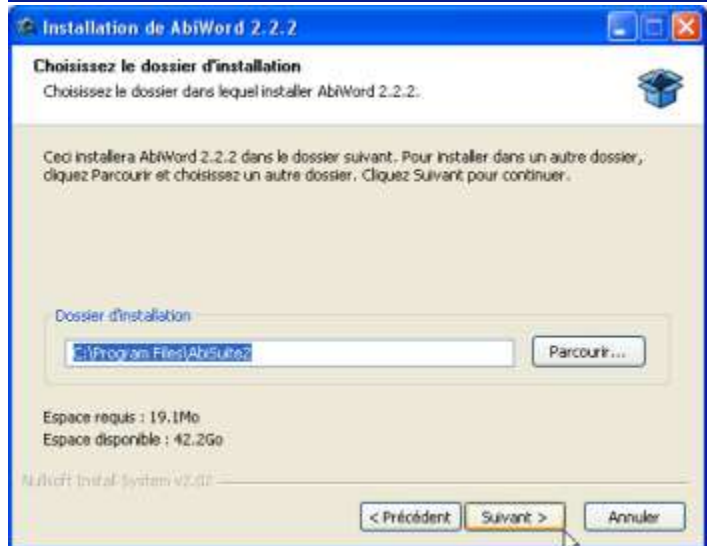 Installation de AbiWord 2.2.2
Choisissez le dossier d'installation
Choisissez le dossier dans lequel installer AbiWord 2.2.2.
Ceci installera AbiWord 2.2.2 dans le dossier suivant. Pour installer dans un autre dossier,
cliquez Parcourir et choisissez un autre dossier. Cliquez Suivant pour continuer.
Dossier d'installation
C:\Program Files\AbiSuite2
Parcourir...
Espace requis : 19.1Mo
Espace disponible : 42.2Go
Nullsoft Install System v2.02
< Précédent
Suivant >
Annuler